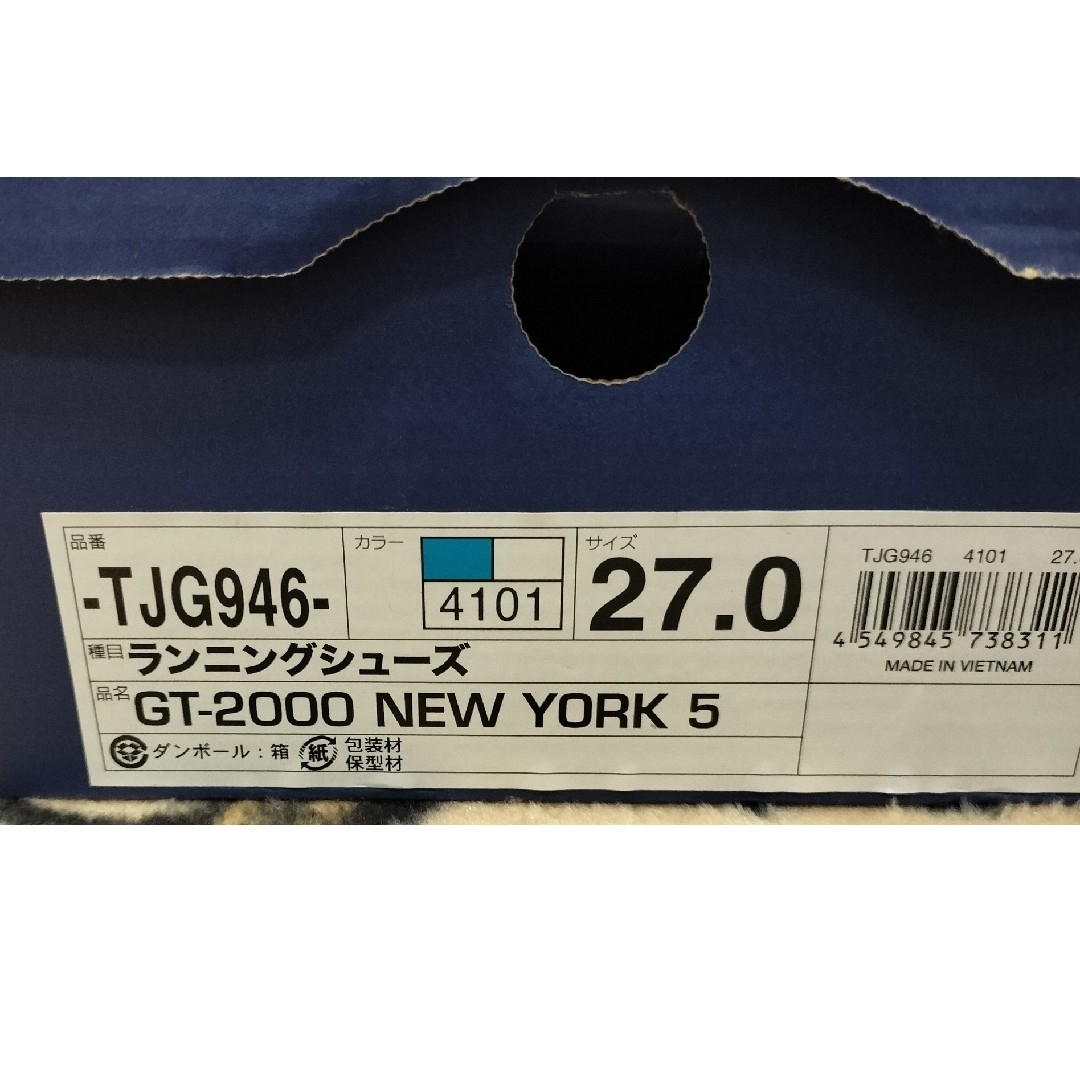 品番
-TJG946-
カラー
4101
サイズ
27.0
種目 ランニングシューズ
品名 GT-2000 NEW YORK 5
ダンボール：箱 紙 包装材
保型材
TJG946 4101 27.
4 549845 738311
MADE IN VIETNAM